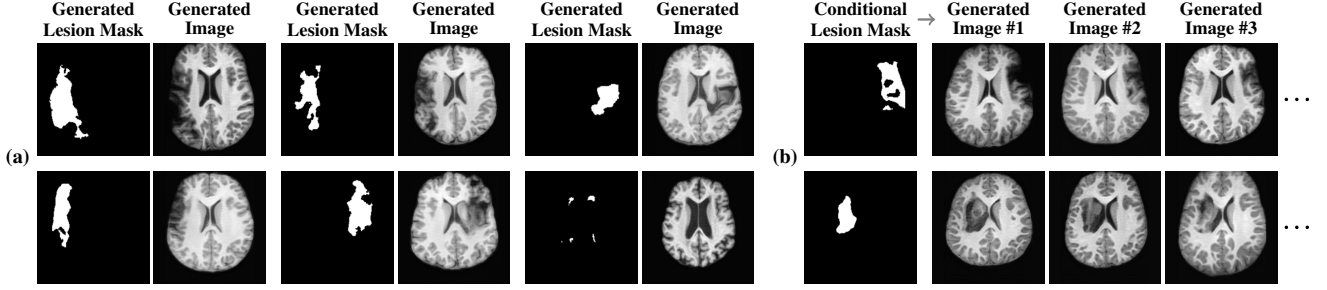 Generated Lesion Mask
Generated Image
Generated Lesion Mask
Generated Image
Generated Lesion Mask
Generated Image
Conditional Lesion Mask
→
Generated Image #1
Generated Image #2
Generated Image #3
(a)
(b)
...
...